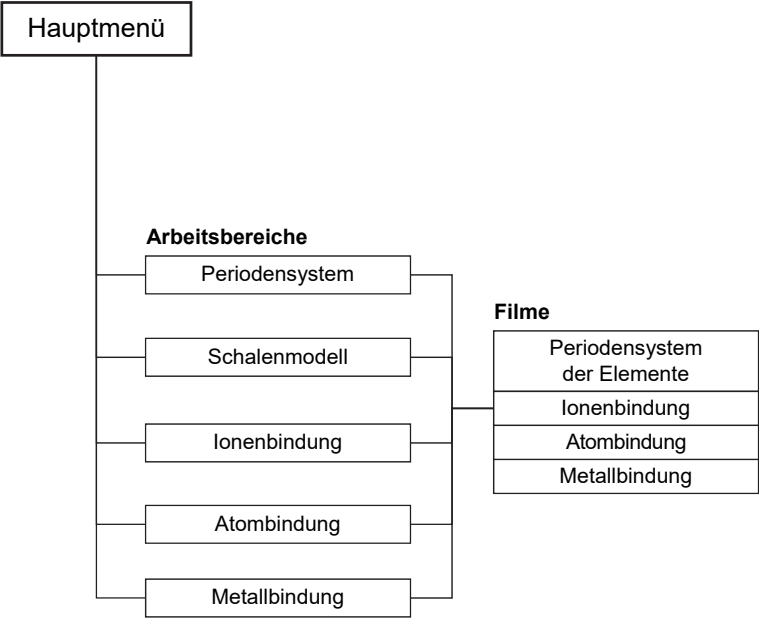 Hauptmenü
Arbeitsbereiche
Periodensystem
Schalenmodell
Ionenbindung
Atombindung
Metallbindung
Filme
Periodensystem
der Elemente
Ionenbindung
Atombindung
Metallbindung